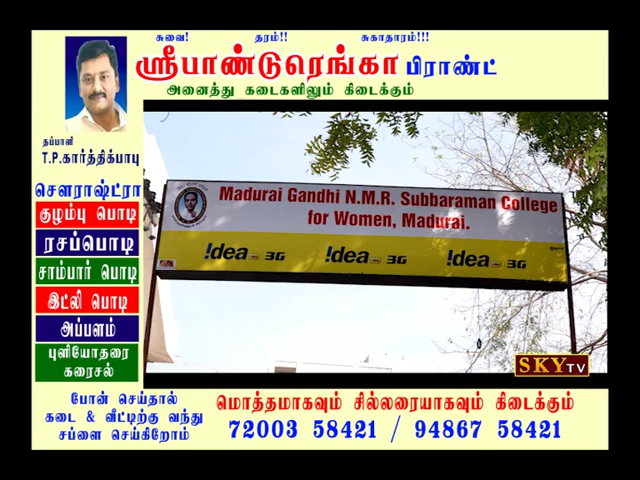 சுவை! தரம்!! சுகாதாரம்!!!
ஸ்ரீபாண்டுரெங்கா பிராண்ட்
அனைத்து கடைகளிலும் கிடைக்கும்
தப்பாளி
T.P.கார்த்திக்பாபு
சௌராஷ்ட்ரா
குழம்பு பொடி
ரசப்பொடி
சாம்பார் பொடி
இட்லி பொடி
அப்பளம்
புளியோதரை
கரைசல்
Madurai Gandhi N.M.R. Subbaraman College
for Women, Madurai.
!dea 3G !dea 3G !dea 3G
SKY TV
போன் செய்தால்
கடை & வீட்டிற்கு வந்து
சப்ளை செய்கிறோம்
மொத்தமாகவும் சில்லரையாகவும் கிடைக்கும்
72003 58421 / 94867 58421